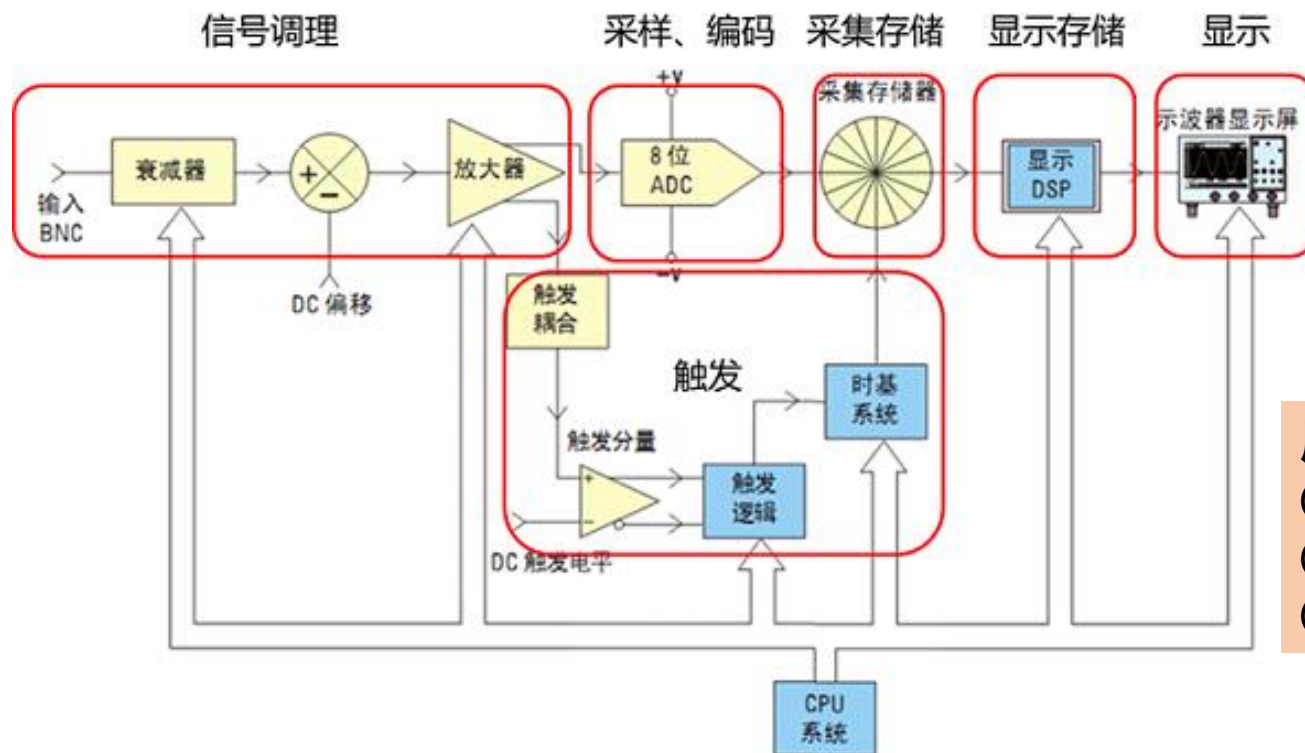 信号调理
采样、编码
采集存储
显示存储
显示
+V
采集存储器
示波器显示屏
衰减器
+
−
放大器
8 位
ADC
显示
DSP
输入
BNC
DC 偏移
−V
触发
耦合
触发
时基
系统
触发分量
+
−
触发
逻辑
DC 触发电平
CPU
系统